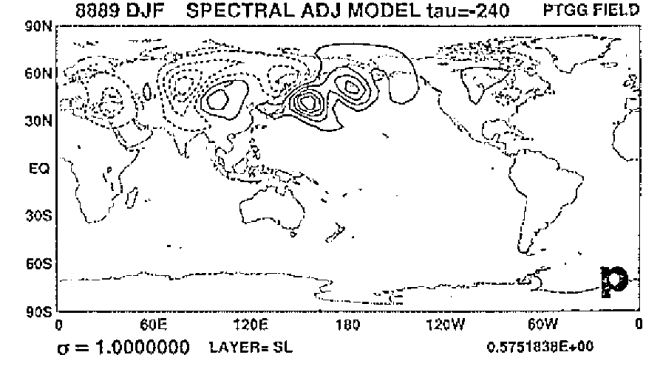 8889 DJF SPECTRAL ADJ MODEL tau=-240 PTGG FIELD
90N
60N
30N
EQ
30S
60S
90S
p
0 60E 120E 180 120W 60W 0
σ = 1.0000000 LAYER= SL 0.5751838E+00